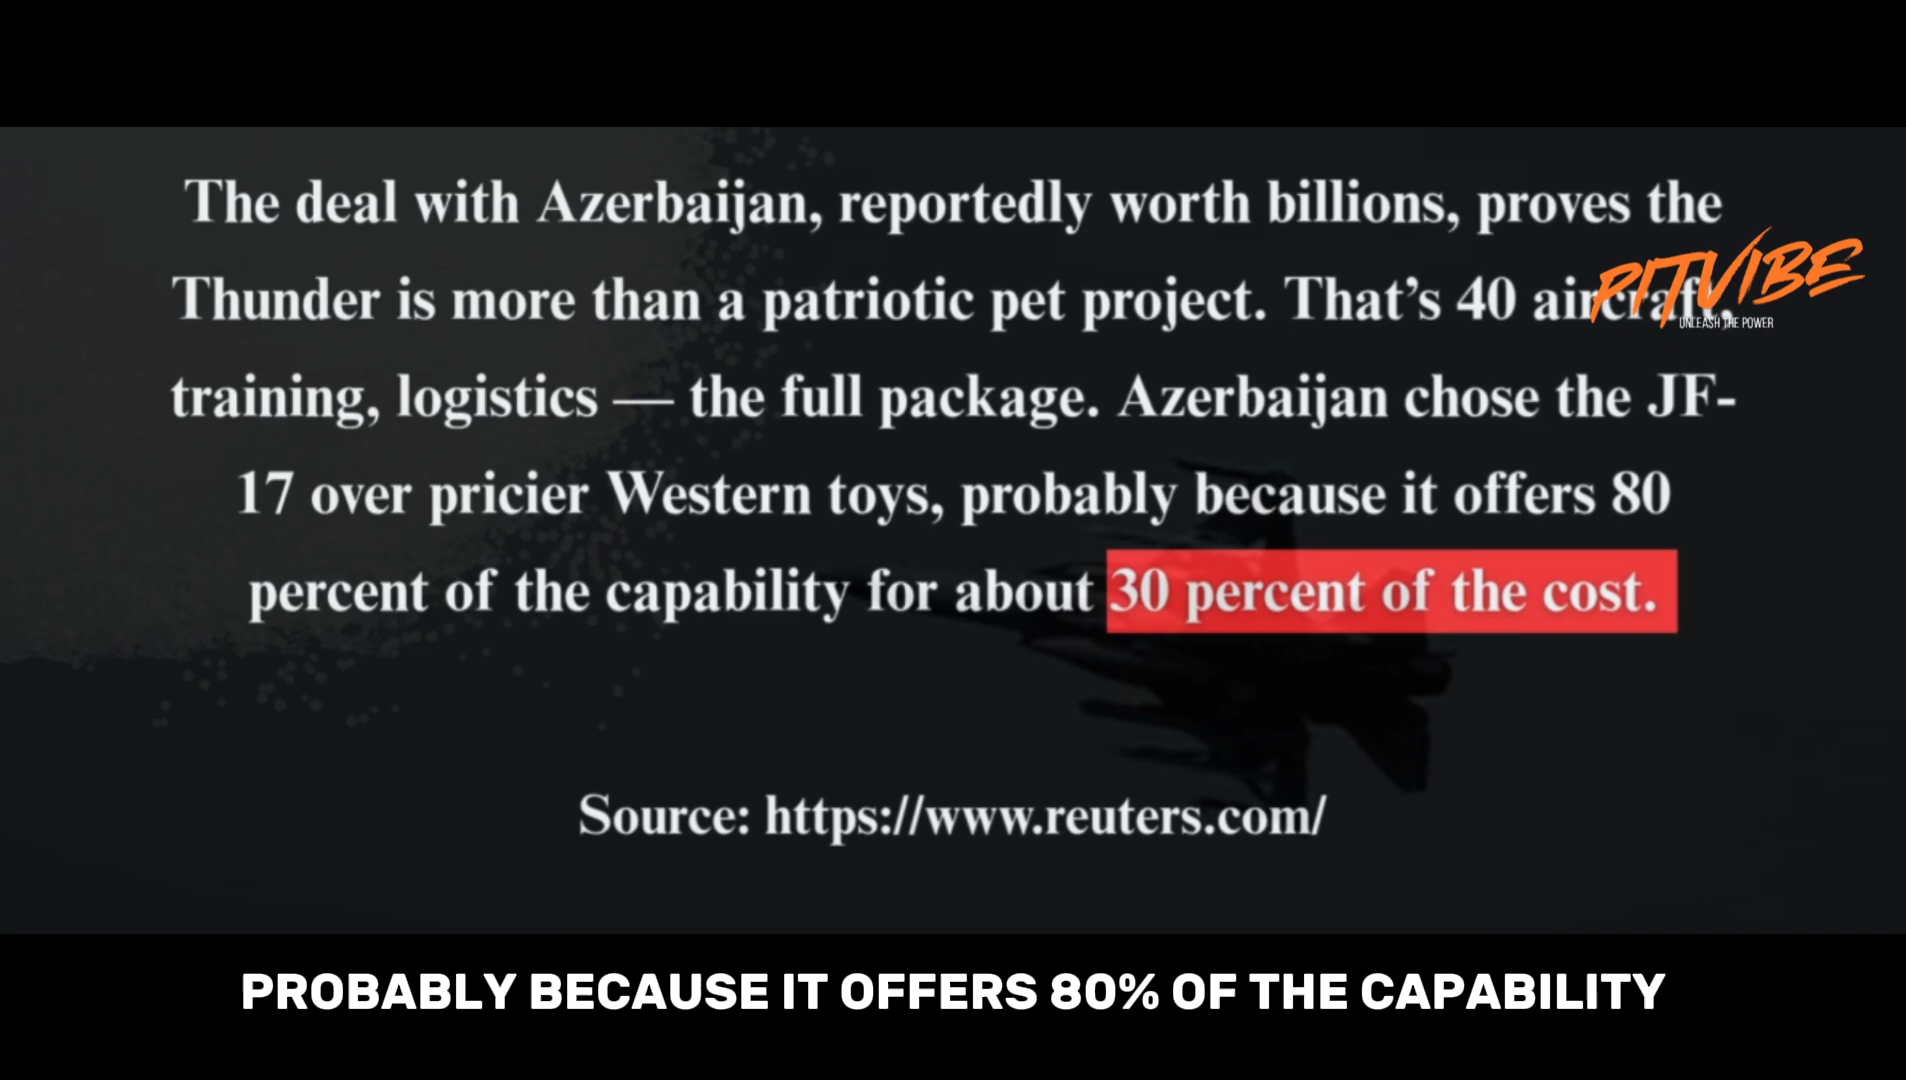 The deal with Azerbaijan, reportedly worth billions, proves the
Thunder is more than a patriotic pet project. That’s 40 aircraft,
training, logistics — the full package. Azerbaijan chose the JF-
17 over pricier Western toys, probably because it offers 80
percent of the capability for about 30 percent of the cost.
PITVIBE
UNLEASH THE POWER
Source: https://www.reuters.com/
PROBABLY BECAUSE IT OFFERS 80% OF THE CAPABILITY